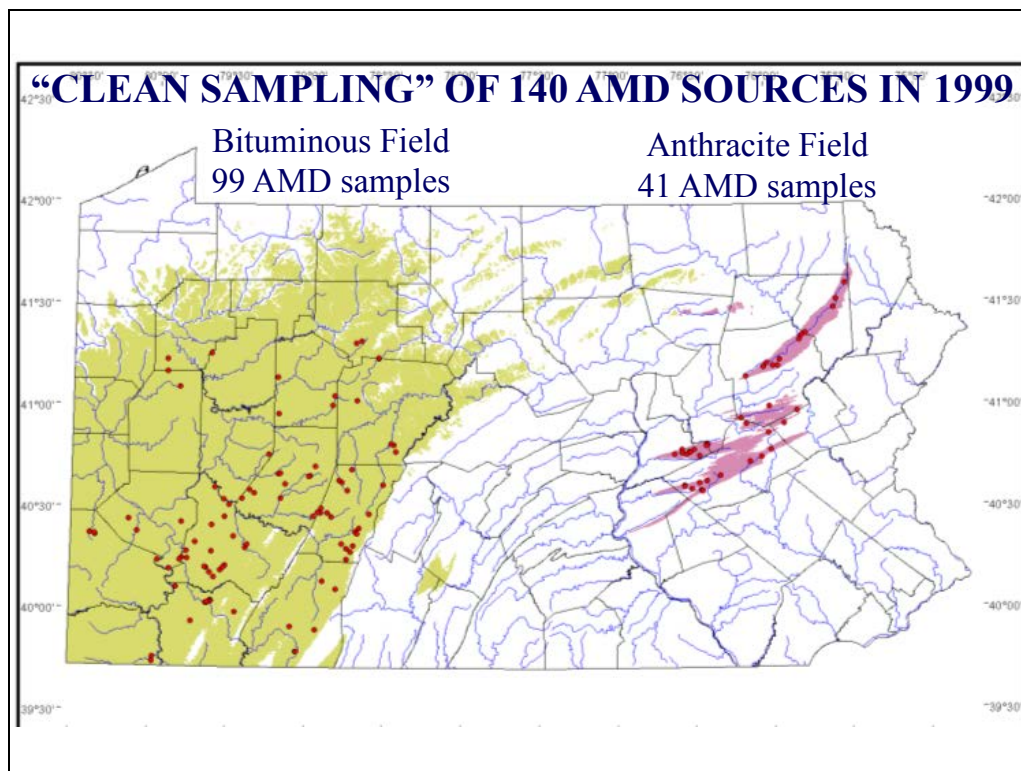 “CLEAN SAMPLING” OF 140 AMD SOURCES IN 1999
Bituminous Field
99 AMD samples
Anthracite Field
41 AMD samples
42°30'
42°00'
42°00'
41°30'
41°30'
41°00'
41°00'
40°30'
40°30'
40°00'
40°00'
39°30'
39°30'